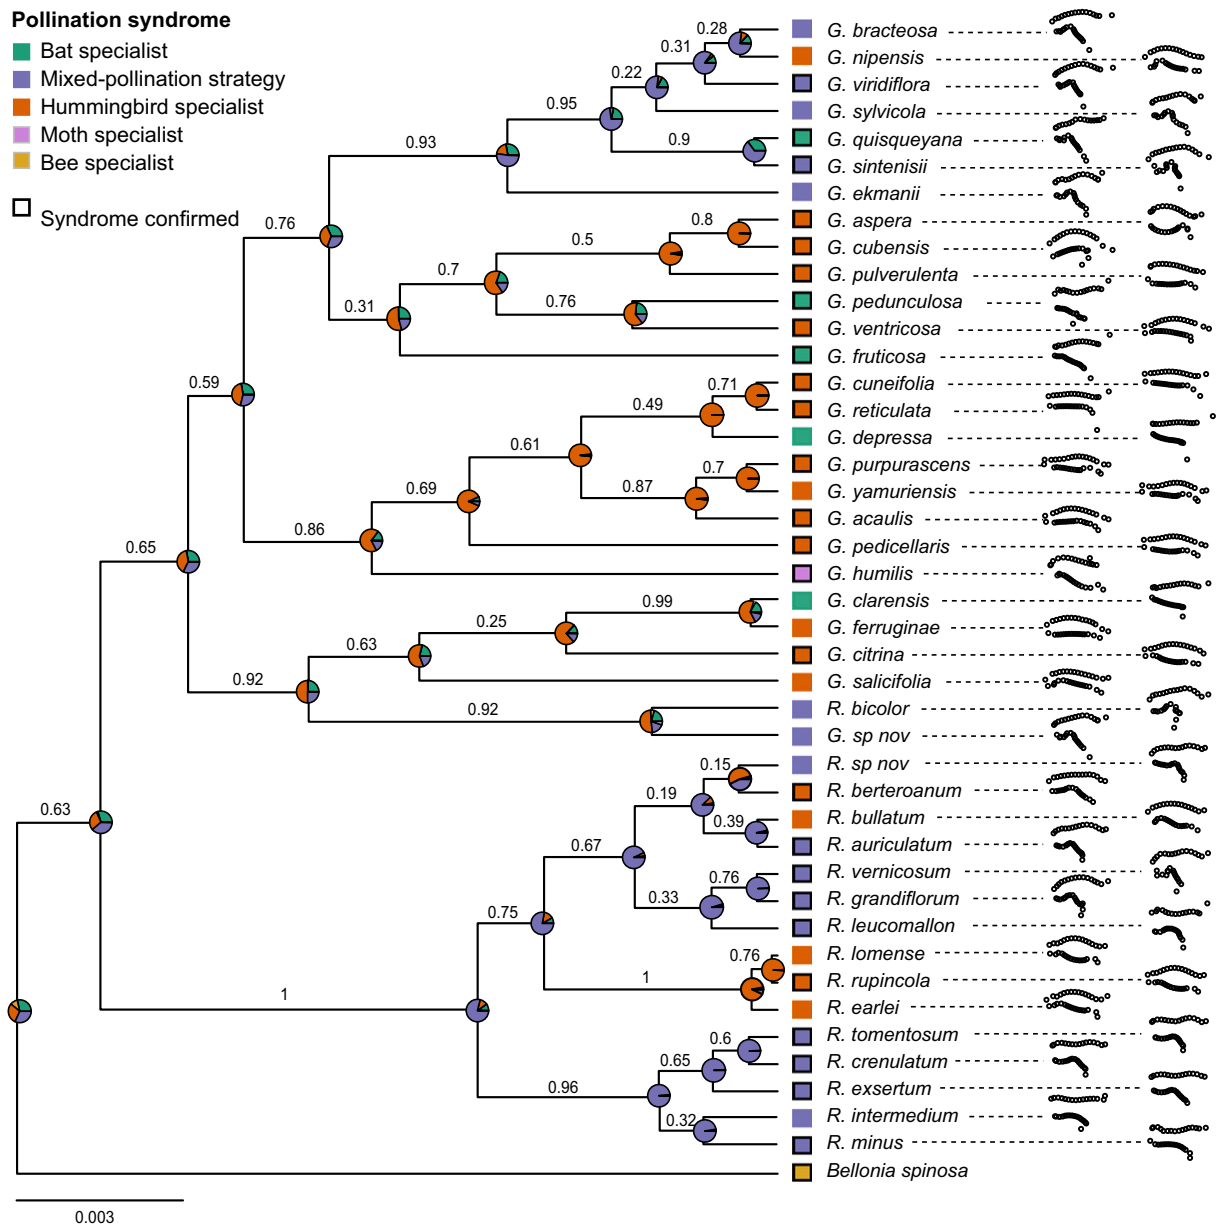 Pollination syndrome
Bat specialist
Mixed-pollination strategy
Hummingbird specialist
Moth specialist
Bee specialist
Syndrome confirmed
0.28
0.31
0.22
0.95
0.9
0.93
0.76
0.8
0.5
0.7
0.76
0.31
0.59
0.71
0.49
0.61
0.7
0.87
0.69
0.86
0.65
0.99
0.25
0.63
0.92
0.92
0.63
0.15
0.19
0.39
0.67
0.76
0.33
0.75
0.76
1
1
0.6
0.65
0.96
0.32
G. bracteosa
G. nipensis
G. viridiflora
G. sylvicola
G. quisqueyana
G. sintenisii
G. ekmanii
G. aspera
G. cubensis
G. pulverulenta
G. pedunculosa
G. ventricosa
G. fruticosa
G. cuneifolia
G. reticulata
G. depressa
G. purpurascens
G. yamuriensis
G. acaulis
G. pedicellaris
G. humilis
G. clarensis
G. ferruginae
G. citrina
G. salicifolia
R. bicolor
G. sp nov
R. sp nov
R. berteroanum
R. bullatum
R. auriculatum
R. vernicosum
R. grandiflorum
R. leucomallon
R. lomense
R. rupincola
R. earlei
R. tomentosum
R. crenulatum
R. exsertum
R. intermedium
R. minus
Bellonia spinosa
0.003